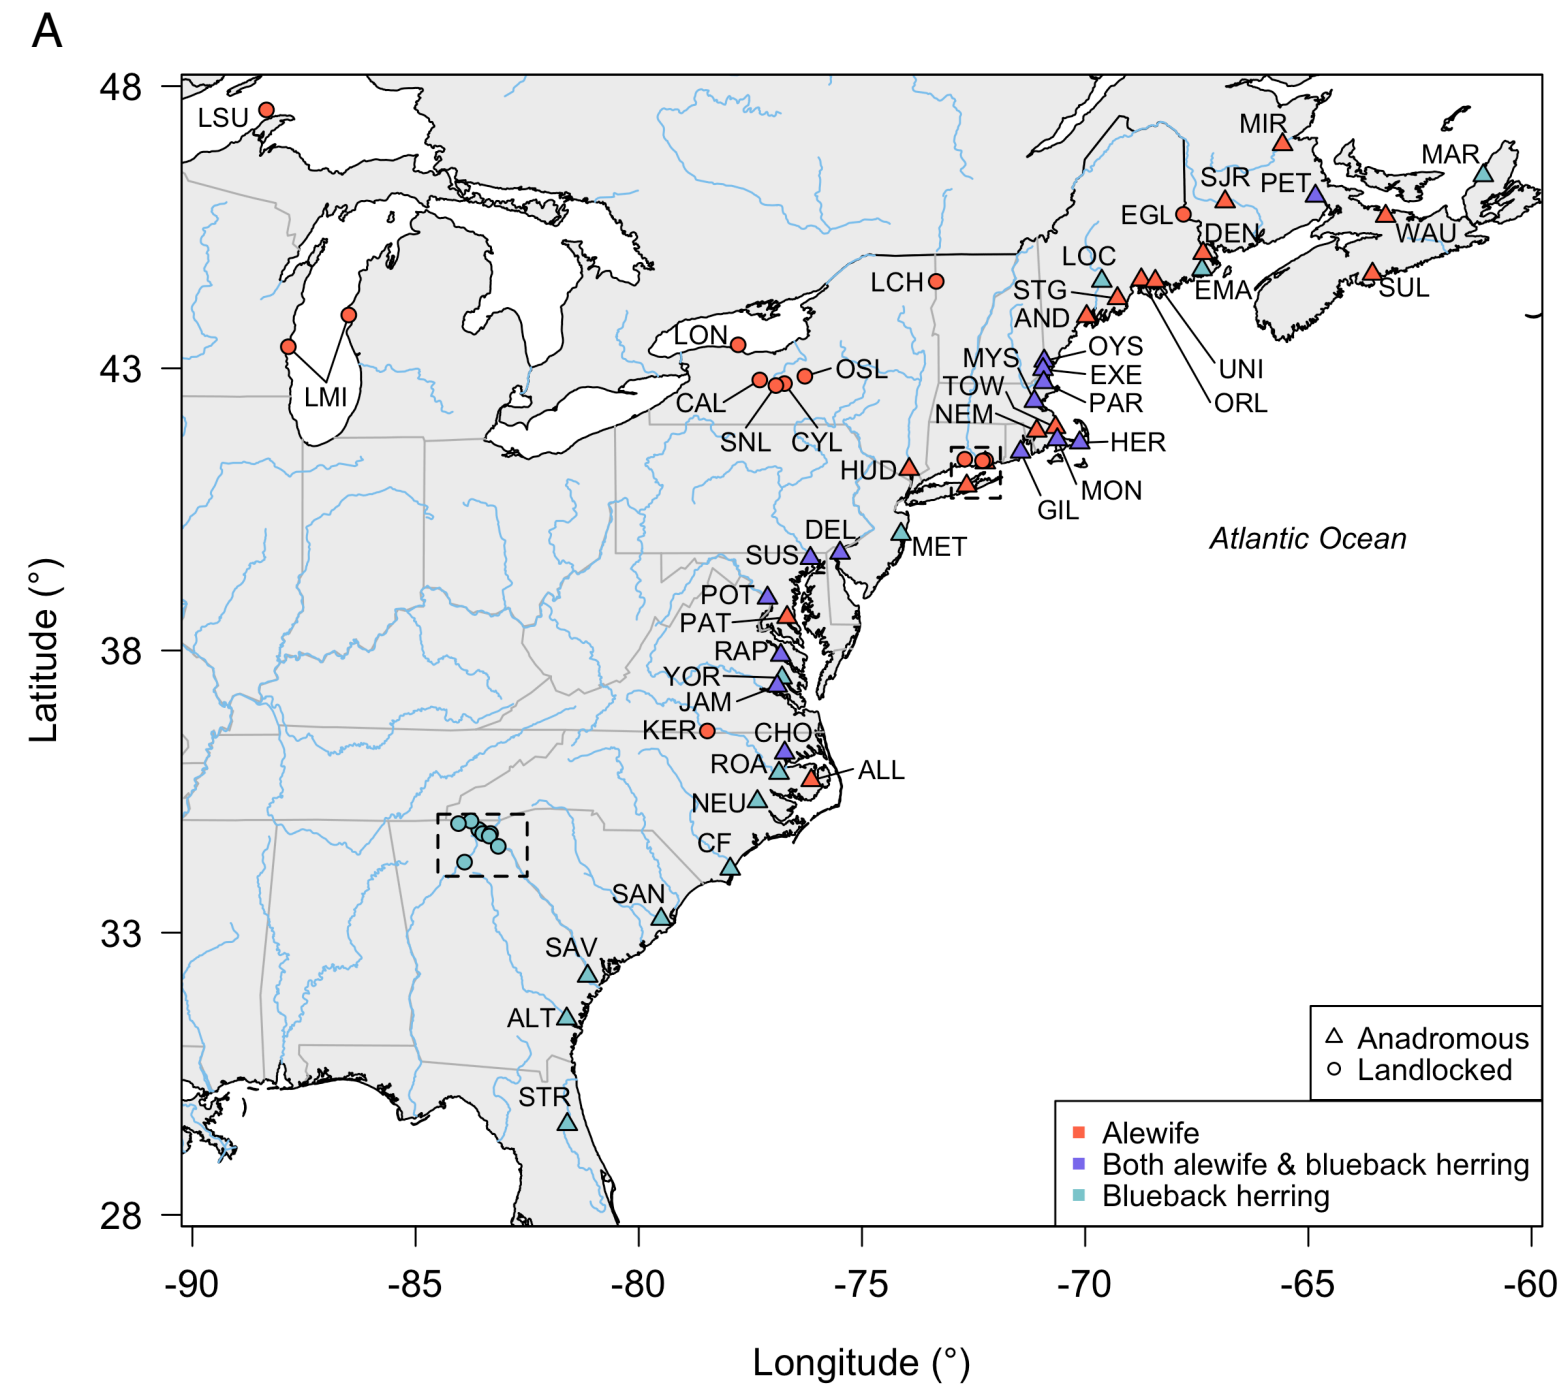 A
48
43
38
33
28
-90
-85
-80
-75
-70
-65
-60
Latitude (°)
Longitude (°)
LSU
MIR
MAR
SJR
PET
EGL
DEN
WAU
LOC
LCH
STG
EMA
SUL
AND
LON
OYS
MYS
UNI
EXE
OSL
TOW
LMI
CAL
PAR
ORL
NEM
SNL
CYL
HER
HUD
MON
GIL
DEL
MET
Atlantic Ocean
SUS
POT
PAT
RAP
YOR
JAM
KER
CHO
ROA
ALL
NEU
CF
SAN
SAV
ALT
STR
Anadromous
Landlocked
Alewife
Both alewife & blueback herring
Blueback herring